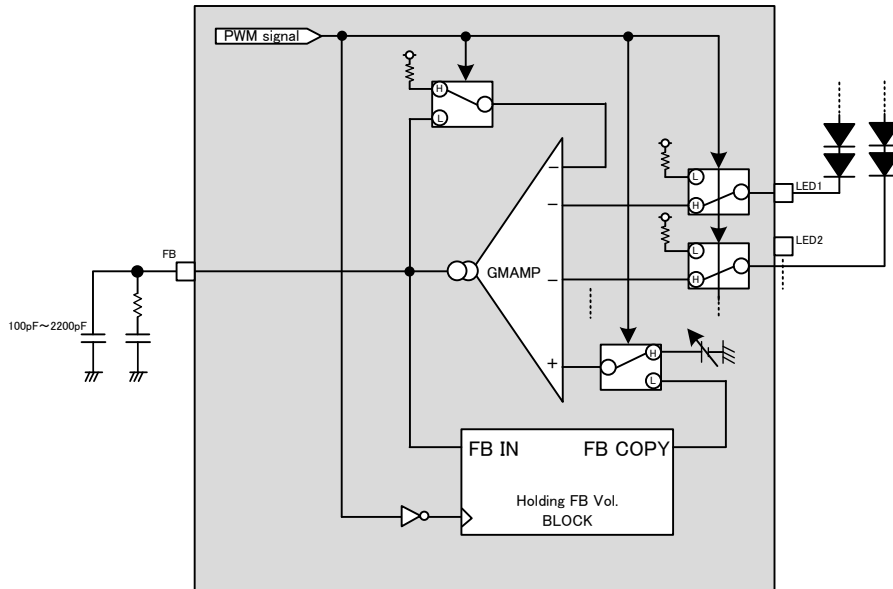 PWM signal
H
L
L
LED1
H
LED2
L
FB
GMAMP
H
100pF～2200pF
H
L
FB IN FB COPY
Holding FB Vol.
BLOCK